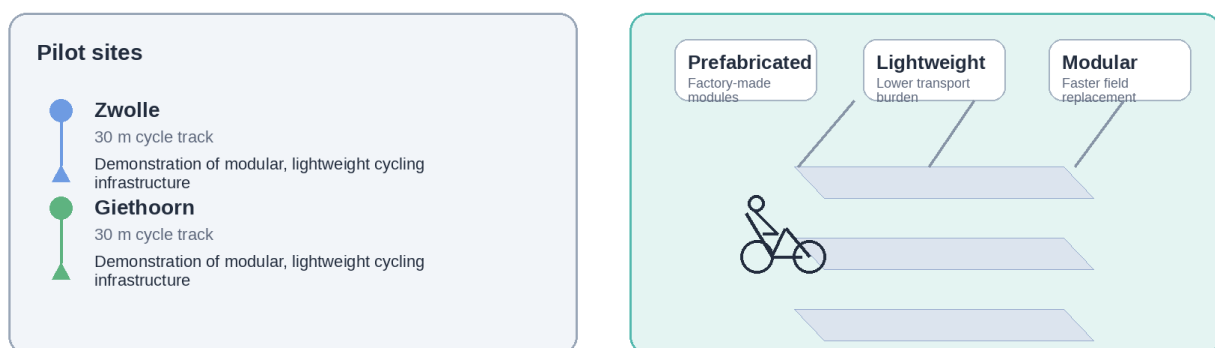 Pilot sites
Zwolle
30 m cycle track
Demonstration of modular, lightweight cycling
infrastructure
Giethoorn
30 m cycle track
Demonstration of modular, lightweight cycling
infrastructure
Prefabricated
Factory-made
modules
Lightweight
Lower transport
burden
Modular
Faster field
replacement